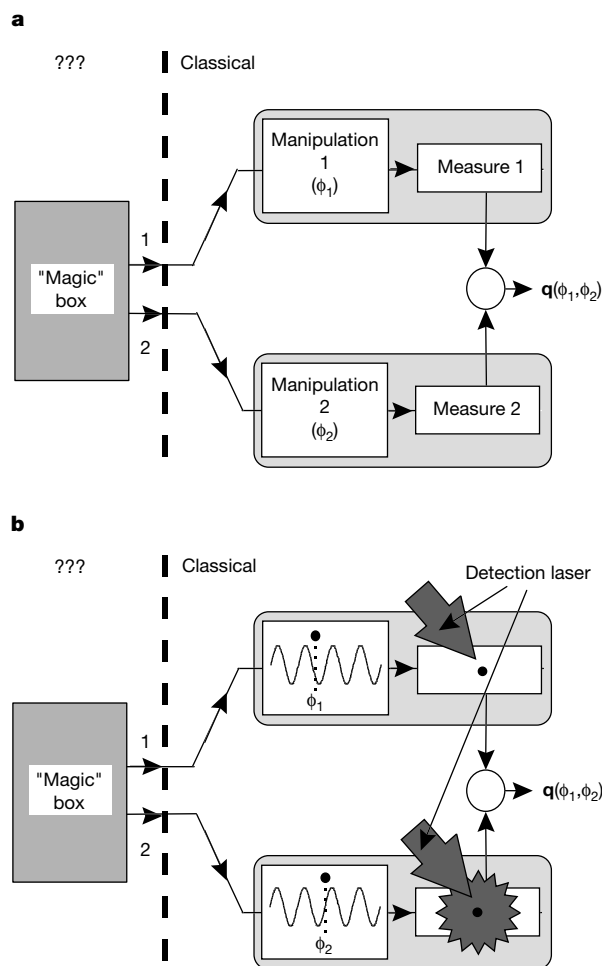 a
??? Classical
Manipulation
1
(ϕ1)
Measure 1
1
"Magic"
box
q(ϕ1,ϕ2)
2
Manipulation
2
(ϕ2)
Measure 2
b
??? Classical
Detection laser
ϕ1
1
"Magic"
box
q(ϕ1,ϕ2)
2
ϕ2